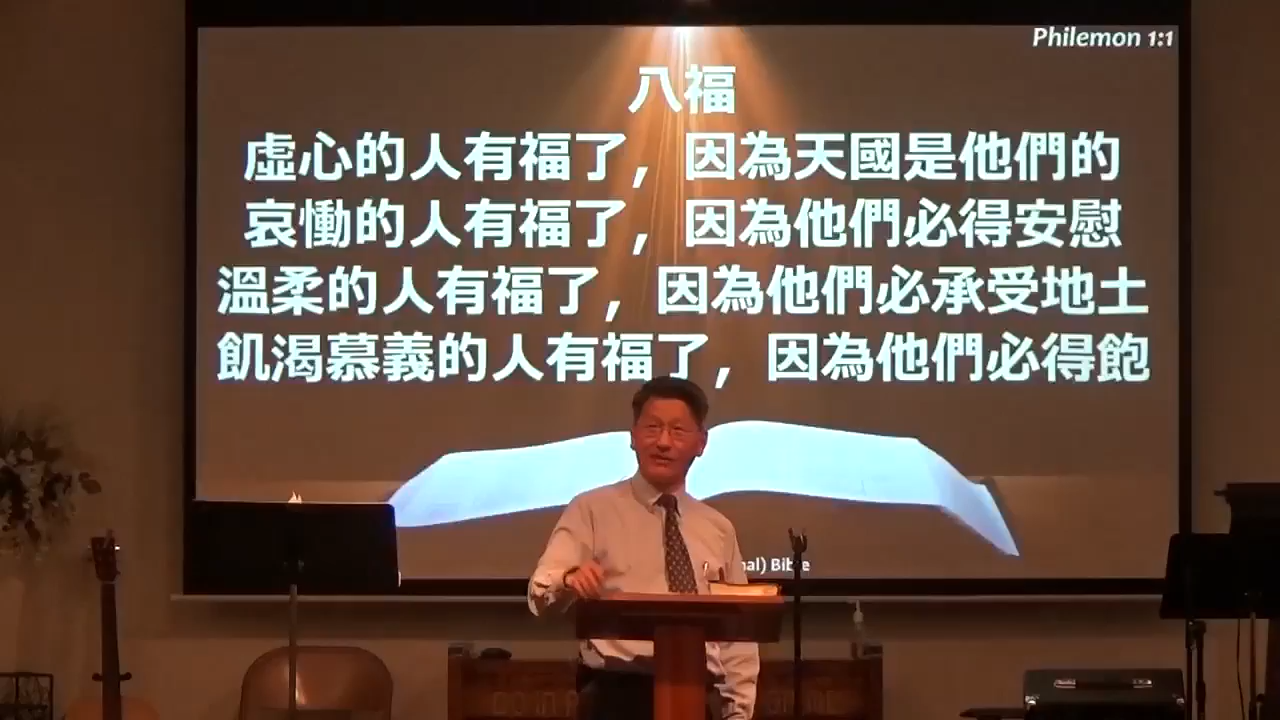 Philemon 1:1
八福
虛心的人有福了，因為天國是他們的
哀慟的人有福了，因為他們必得安慰
溫柔的人有福了，因為他們必承受地土
飢渴慕義的人有福了，因為他們必得飽
Bible